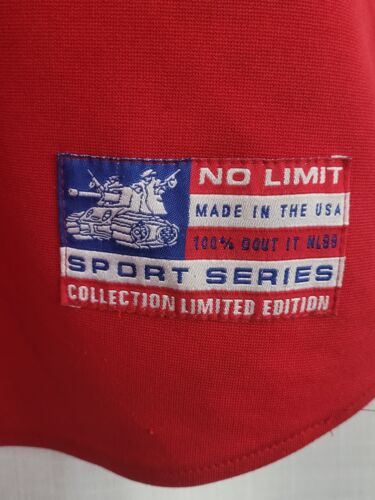 NO LIMIT
MADE IN THE USA
100% BOUT IT NL99
SPORT SERIES
COLLECTION LIMITED EDITION